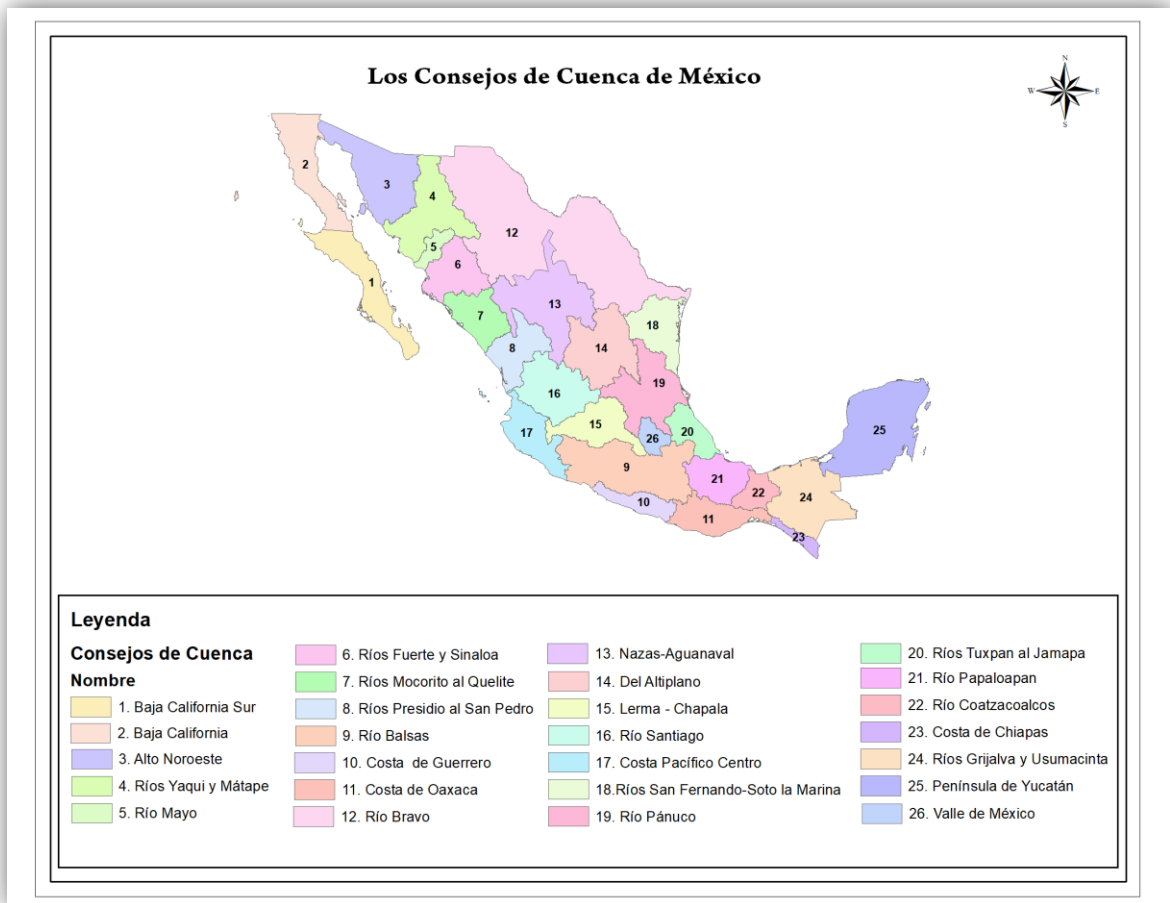 Los Consejos de Cuenca de México
N
W
E
S
2
3
4
12
5
6
1
13
7
18
8
14
19
16
15
17
20
26
25
9
21
22
24
10
11
23
Leyenda
Consejos de Cuenca
Nombre
1. Baja California Sur
2. Baja California
3. Alto Noroeste
4. Ríos Yaqui y Mátape
5. Río Mayo
6. Ríos Fuerte y Sinaloa
7. Ríos Mocorito al Quelite
8. Ríos Presidio al San Pedro
9. Río Balsas
10. Costa de Guerrero
11. Costa de Oaxaca
12. Río Bravo
13. Nazas-Aguanaval
14. Del Altiplano
15. Lerma - Chapala
16. Río Santiago
17. Costa Pacífico Centro
18.Ríos San Fernando-Soto la Marina
19. Río Pánuco
20. Ríos Tuxpan al Jamapa
21. Río Papaloapan
22. Río Coatzacoalcos
23. Costa de Chiapas
24. Ríos Grijalva y Usumacinta
25. Península de Yucatán
26. Valle de México